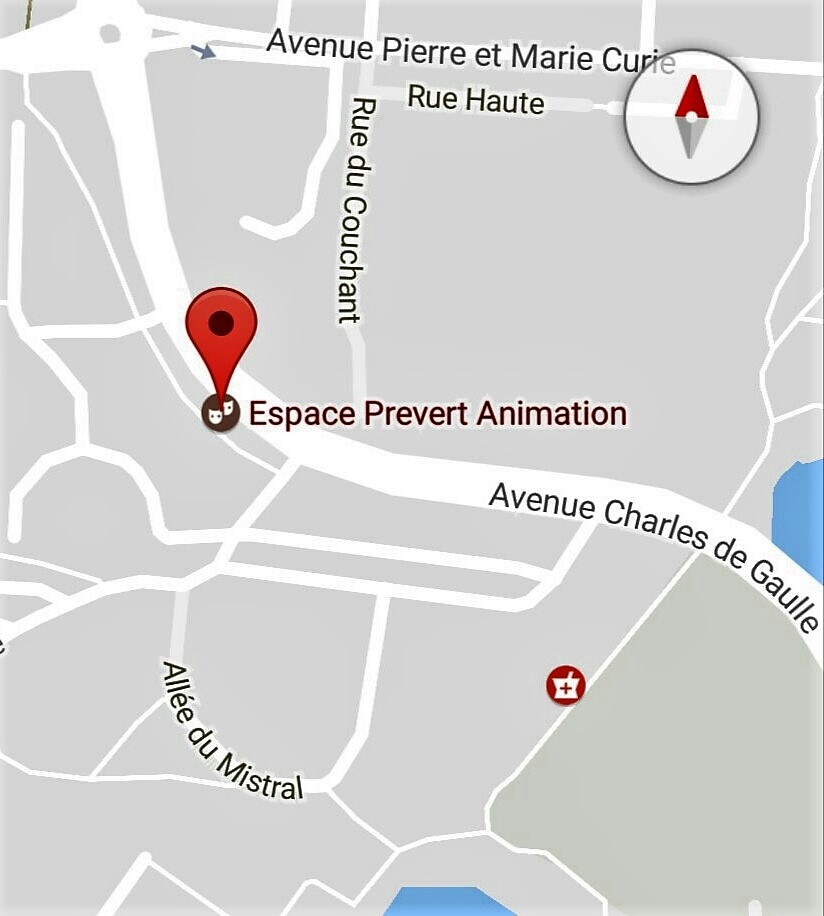 Avenue Pierre et Marie Curie
Rue Haute
Rue du Couchant
Espace Prevert Animation
Avenue Charles de Gaulle
Allée du Mistral